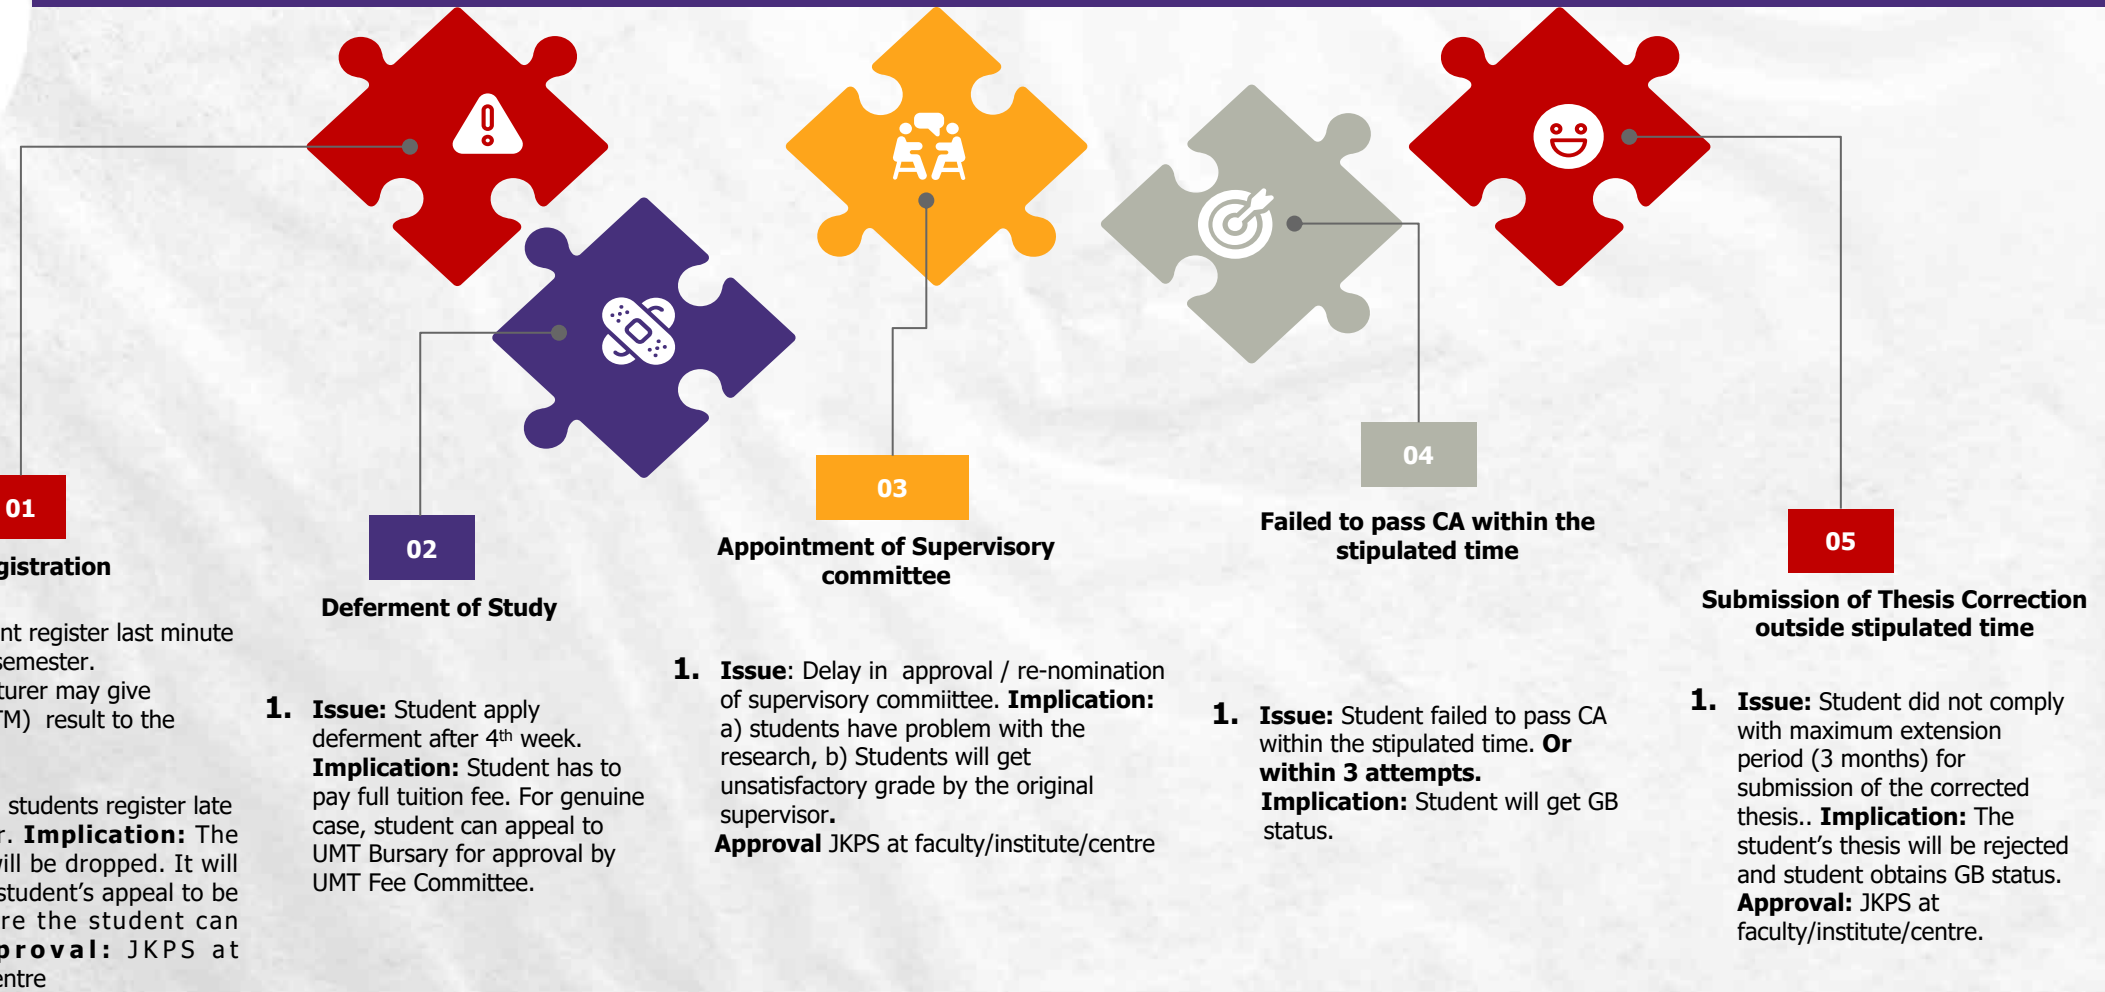 01
gistration
nt register last minute
semester.
turer may give
TM) result to the
students register late
r. Implication: The
vill be dropped. It will
student's appeal to be
re the student can
proval: JKPS at
entre
02
Deferment of Study
1. Issue: Student apply
deferment after 4th week.
Implication: Student has to
pay full tuition fee. For genuine
case, student can appeal to
UMT Bursary for approval by
UMT Fee Committee.
03
Appointment of Supervisory
committee
1. Issue: Delay in approval / re-nomination
of supervisory commiittee. Implication:
a) students have problem with the
research, b) Students will get
unsatisfactory grade by the original
supervisor.
Approval JKPS at faculty/institute/centre
04
Failed to pass CA within the
stipulated time
1. Issue: Student failed to pass CA
within the stipulated time. Or
within 3 attempts.
Implication: Student will get GB
status.
05
Submission of Thesis Correction
outside stipulated time
1. Issue: Student did not comply
with maximum extension
period (3 months) for
submission of the corrected
thesis.. Implication: The
student's thesis will be rejected
and student obtains GB status.
Approval: JKPS at
faculty/institute/centre.